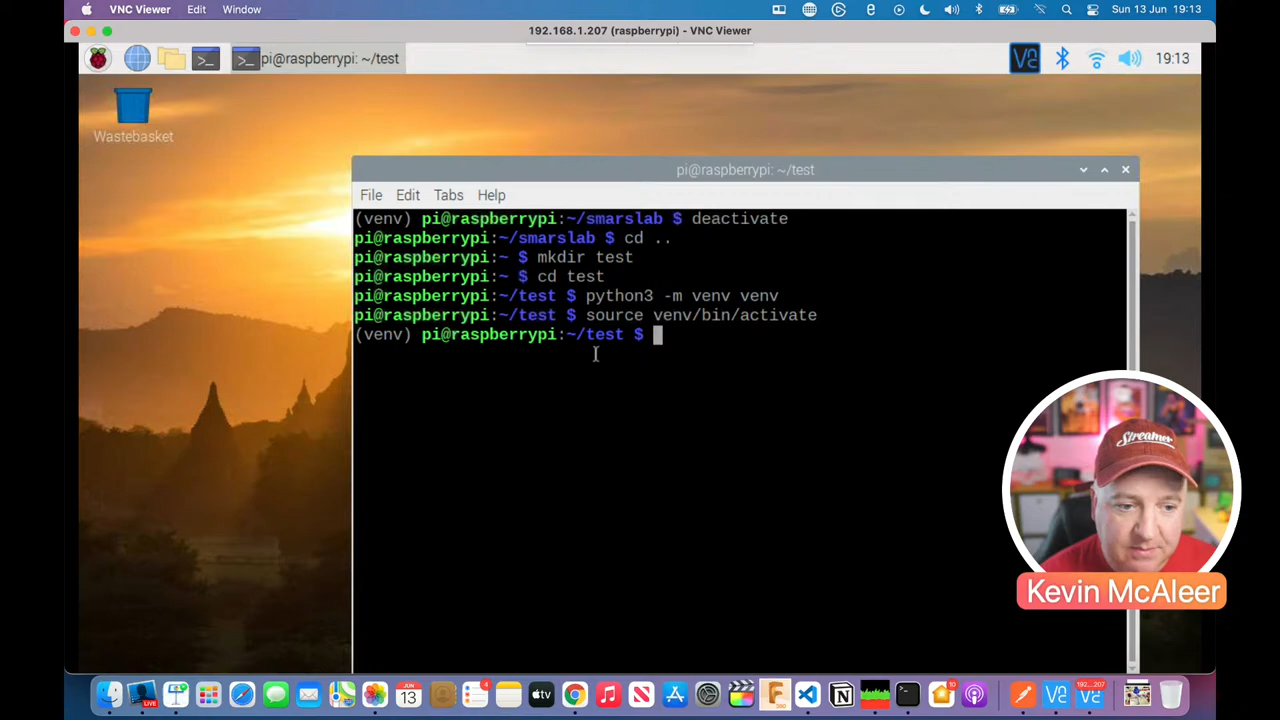 VNC Viewer Edit Window Sun 13 Jun 19:13
192.168.1.207 (raspberrypi) - VNC Viewer
pi@raspberrypi: ~/test 19:13
Wastebasket
pi@raspberrypi: ~/test
File Edit Tabs Help
(venv) pi@raspberrypi:~/smarslab $ deactivate
pi@raspberrypi:~/smarslab $ cd ..
pi@raspberrypi:~ $ mkdir test
pi@raspberrypi:~ $ cd test
pi@raspberrypi:~/test $ python3 -m venv venv
pi@raspberrypi:~/test $ source venv/bin/activate
(venv) pi@raspberrypi:~/test $
Streamer
Kevin McAleer